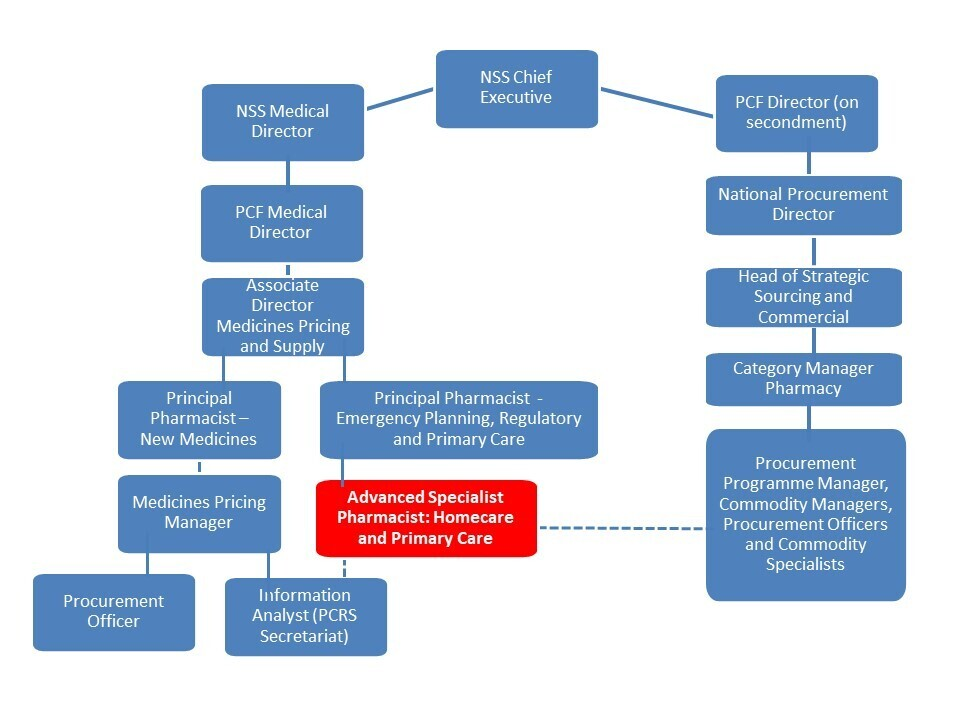 NSS Chief
Executive
NSS Medical
Director
PCF Director (on
secondment)
PCF Medical
Director
National Procurement
Director
Associate
Director
Medicines Pricing
and Supply
Head of Strategic
Sourcing and
Commercial
Category Manager
Pharmacy
Principal
Pharmacist –
New Medicines
Principal Pharmacist -
Emergency Planning, Regulatory
and Primary Care
Medicines Pricing
Manager
Advanced Specialist
Pharmacist: Homecare
and Primary Care
Procurement
Programme Manager,
Commodity Managers,
Procurement Officers
and Commodity
Specialists
Procurement
Officer
Information
Analyst (PCRS
Secretariat)